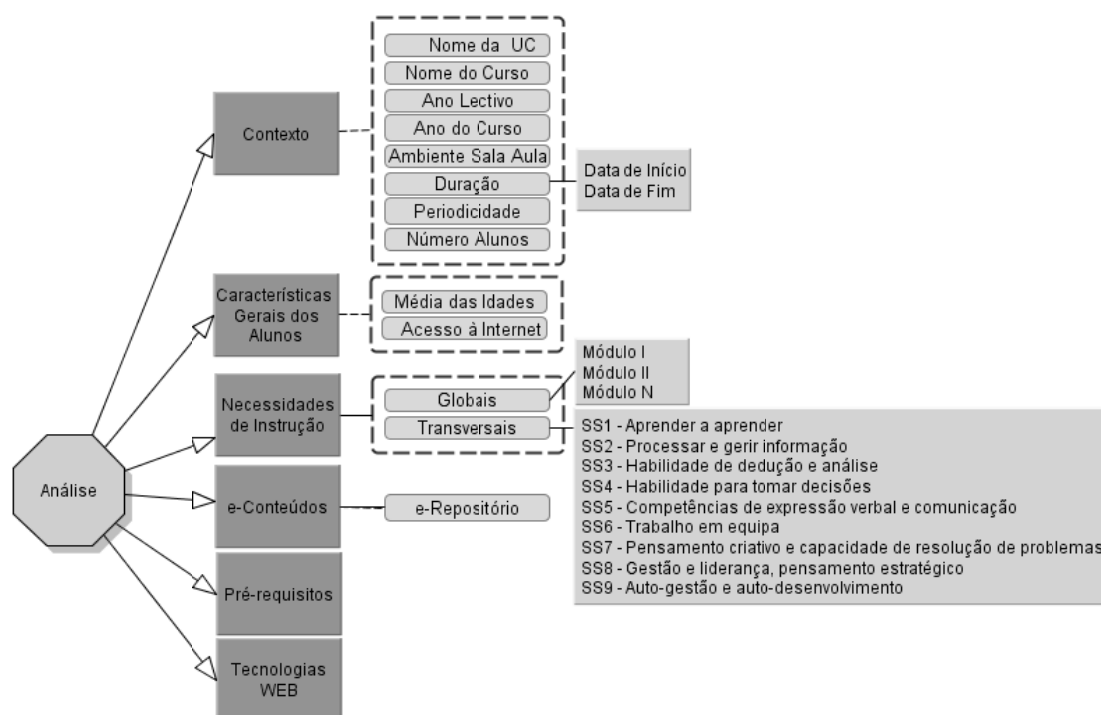 Análise
Contexto
Nome da UC
Nome do Curso
Ano Lectivo
Ano do Curso
Ambiente Sala Aula
Duração
Periodicidade
Número Alunos
Data de Início
Data de Fim
Características
Gerais dos
Alunos
Média das Idades
Acesso à Internet
Necessidades
de Instrução
Globais
Transversais
Módulo I
Módulo II
Módulo N
SS1 - Aprender a aprender
SS2 - Processar e gerir informação
SS3 - Habilidade de dedução e análise
SS4 - Habilidade para tomar decisões
SS5 - Competências de expressão verbal e comunicação
SS6 - Trabalho em equipa
SS7 - Pensamento criativo e capacidade de resolução de problemas
SS8 - Gestão e liderança, pensamento estratégico
SS9 - Auto-gestão e auto-desenvolvimento
e-Conteúdos
e-Repositório
Pré-requisitos
Tecnologias
WEB